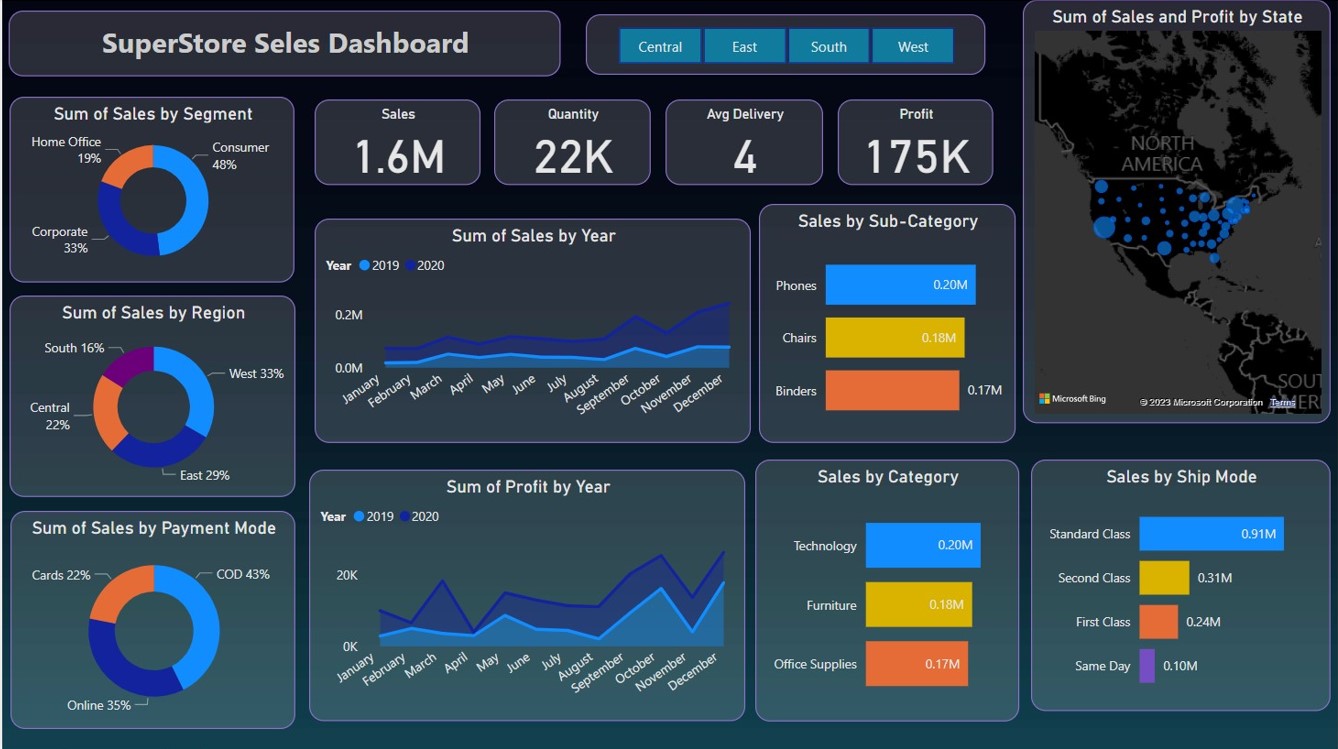 SuperStore Seles Dashboard
Central
East
South
West
Sum of Sales and Profit by State
NORTH
AMERICA
Microsoft Bing
© 2023 Microsoft Corporation Terms
Sum of Sales by Segment
Home Office
19%
Consumer
48%
Corporate
33%
Sales
1.6M
Quantity
22K
Avg Delivery
4
Profit
175K
Sum of Sales by Year
Year 2019 2020
0.2M
0.0M
January
February
March
April
May
June
July
August
September
October
November
December
Sales by Sub-Category
Phones 0.20M
Chairs 0.18M
Binders 0.17M
Sum of Sales by Region
South 16%
West 33%
Central
22%
East 29%
Sum of Sales by Payment Mode
Cards 22%
COD 43%
Online 35%
Sum of Profit by Year
Year 2019 2020
20K
0K
January
February
March
April
May
June
July
August
September
October
November
December
Sales by Category
Technology 0.20M
Furniture 0.18M
Office Supplies 0.17M
Sales by Ship Mode
Standard Class 0.91M
Second Class 0.31M
First Class 0.24M
Same Day 0.10M